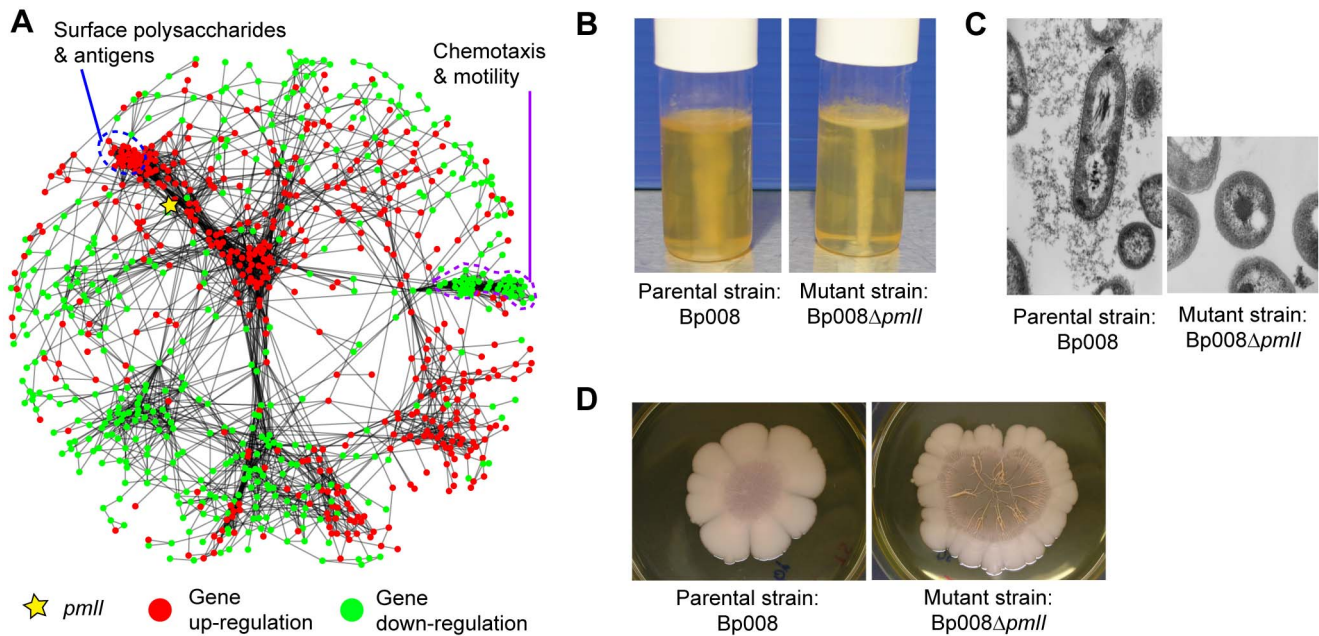 A
Surface polysaccharides
& antigens
Chemotaxis
& motility
pmlI
Gene
up-regulation
Gene
down-regulation
B
Parental strain:
Bp008
Mutant strain:
Bp008ΔpmlI
C
Parental strain:
Bp008
Mutant strain:
Bp008ΔpmlI
D
Parental strain:
Bp008
Mutant strain:
Bp008ΔpmlI